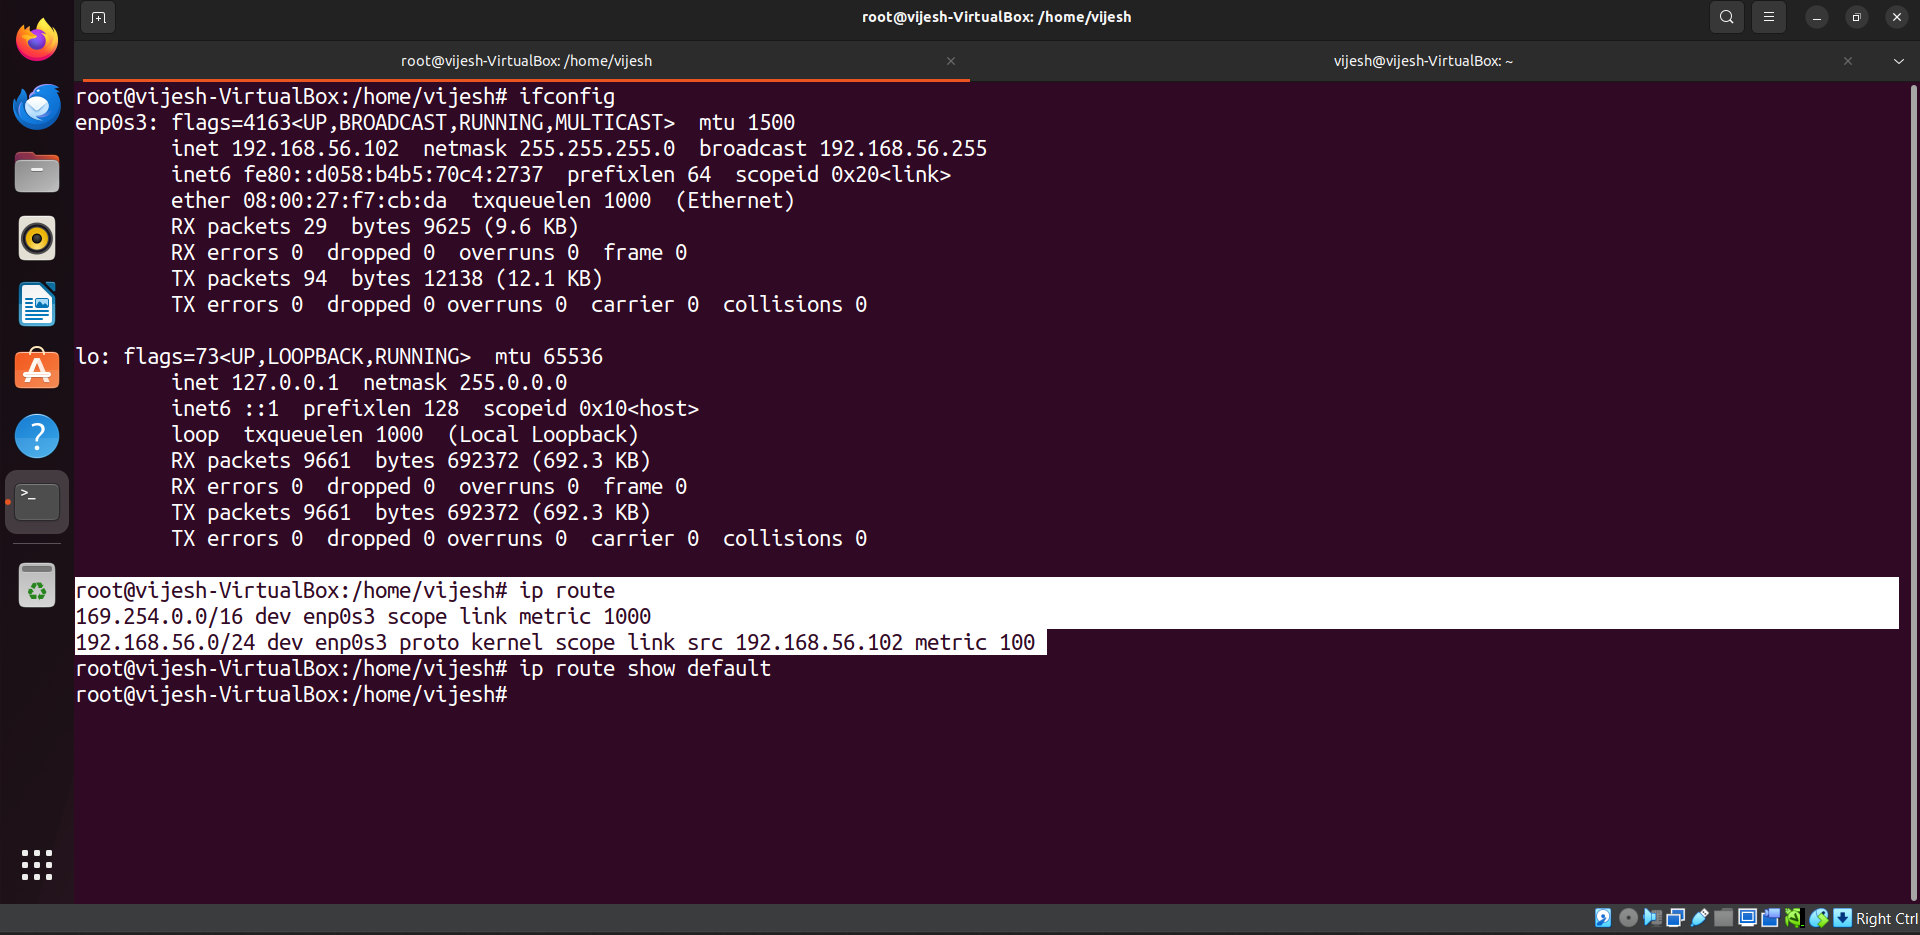 root@vijesh-VirtualBox: /home/vijesh
root@vijesh-VirtualBox: /home/vijesh
vijesh@vijesh-VirtualBox: ~
root@vijesh-VirtualBox:/home/vijesh# ifconfig
enp0s3: flags=4163<UP,BROADCAST,RUNNING,MULTICAST>  mtu 1500
        inet 192.168.56.102  netmask 255.255.255.0  broadcast 192.168.56.255
        inet6 fe80::d058:b4b5:70c4:2737  prefixlen 64  scopeid 0x20<link>
        ether 08:00:27:f7:cb:da  txqueuelen 1000  (Ethernet)
        RX packets 29  bytes 9625 (9.6 KB)
        RX errors 0  dropped 0  overruns 0  frame 0
        TX packets 94  bytes 12138 (12.1 KB)
        TX errors 0  dropped 0 overruns 0  carrier 0  collisions 0
lo: flags=73<UP,LOOPBACK,RUNNING>  mtu 65536
        inet 127.0.0.1  netmask 255.0.0.0
        inet6 ::1  prefixlen 128  scopeid 0x10<host>
        loop  txqueuelen 1000  (Local Loopback)
        RX packets 9661  bytes 692372 (692.3 KB)
        RX errors 0  dropped 0  overruns 0  frame 0
        TX packets 9661  bytes 692372 (692.3 KB)
        TX errors 0  dropped 0 overruns 0  carrier 0  collisions 0
root@vijesh-VirtualBox:/home/vijesh# ip route
169.254.0.0/16 dev enp0s3 scope link metric 1000
192.168.56.0/24 dev enp0s3 proto kernel scope link src 192.168.56.102 metric 100
root@vijesh-VirtualBox:/home/vijesh# ip route show default
root@vijesh-VirtualBox:/home/vijesh#
Right Ctrl